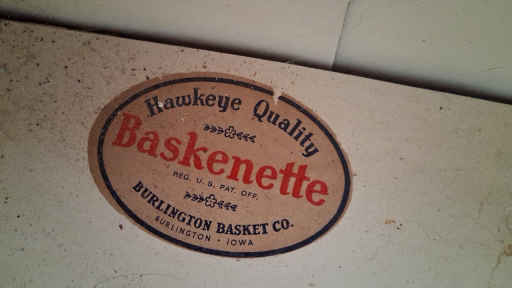 Hawkeye Quality
Baskenette
REG. U. S. PAT. OFF.
BURLINGTON BASKET CO.
BURLINGTON · IOWA